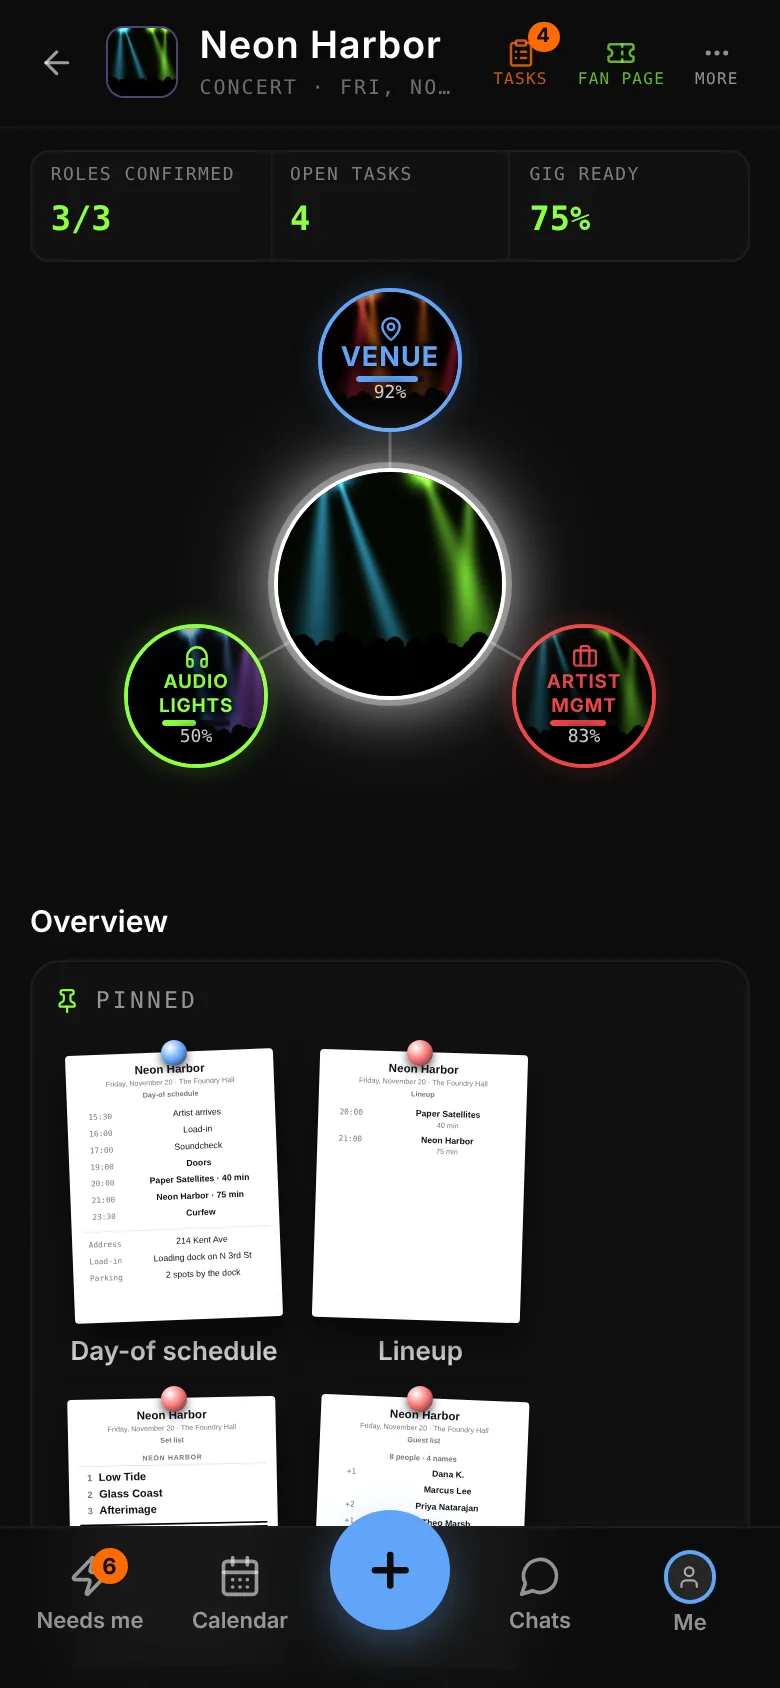 Neon Harbor
CONCERT · FRI, NO…
4
TASKS
FAN PAGE
MORE
ROLES CONFIRMED
3/3
OPEN TASKS
4
GIG READY
75%
VENUE
92%
AUDIO
LIGHTS
50%
ARTIST
MGMT
83%
Overview
PINNED
Neon Harbor
Friday, November 20 · The Foundry Hall
Day-of schedule
15:30 Artist arrives
16:00 Load-in
17:00 Soundcheck
19:00 Doors
20:00 Paper Satellites · 40 min
21:00 Neon Harbor · 75 min
23:30 Curfew
Address 214 Kent Ave
Load-in Loading dock on N 3rd St
Parking 2 spots by the dock
Day-of schedule
Neon Harbor
Friday, November 20 · The Foundry Hall
Lineup
20:00 Paper Satellites
40 min
21:00 Neon Harbor
75 min
Lineup
Neon Harbor
Friday, November 20 · The Foundry Hall
Set list
NEON HARBOR
1 Low Tide
2 Glass Coast
3 Afterimage
Neon Harbor
Friday, November 20 · The Foundry Hall
Guest list
8 people · 4 names
+1 Dana K.
Marcus Lee
+2 Priya Natarajan
+1 Theo Marsh
6
Needs me
Calendar
Chats
Me